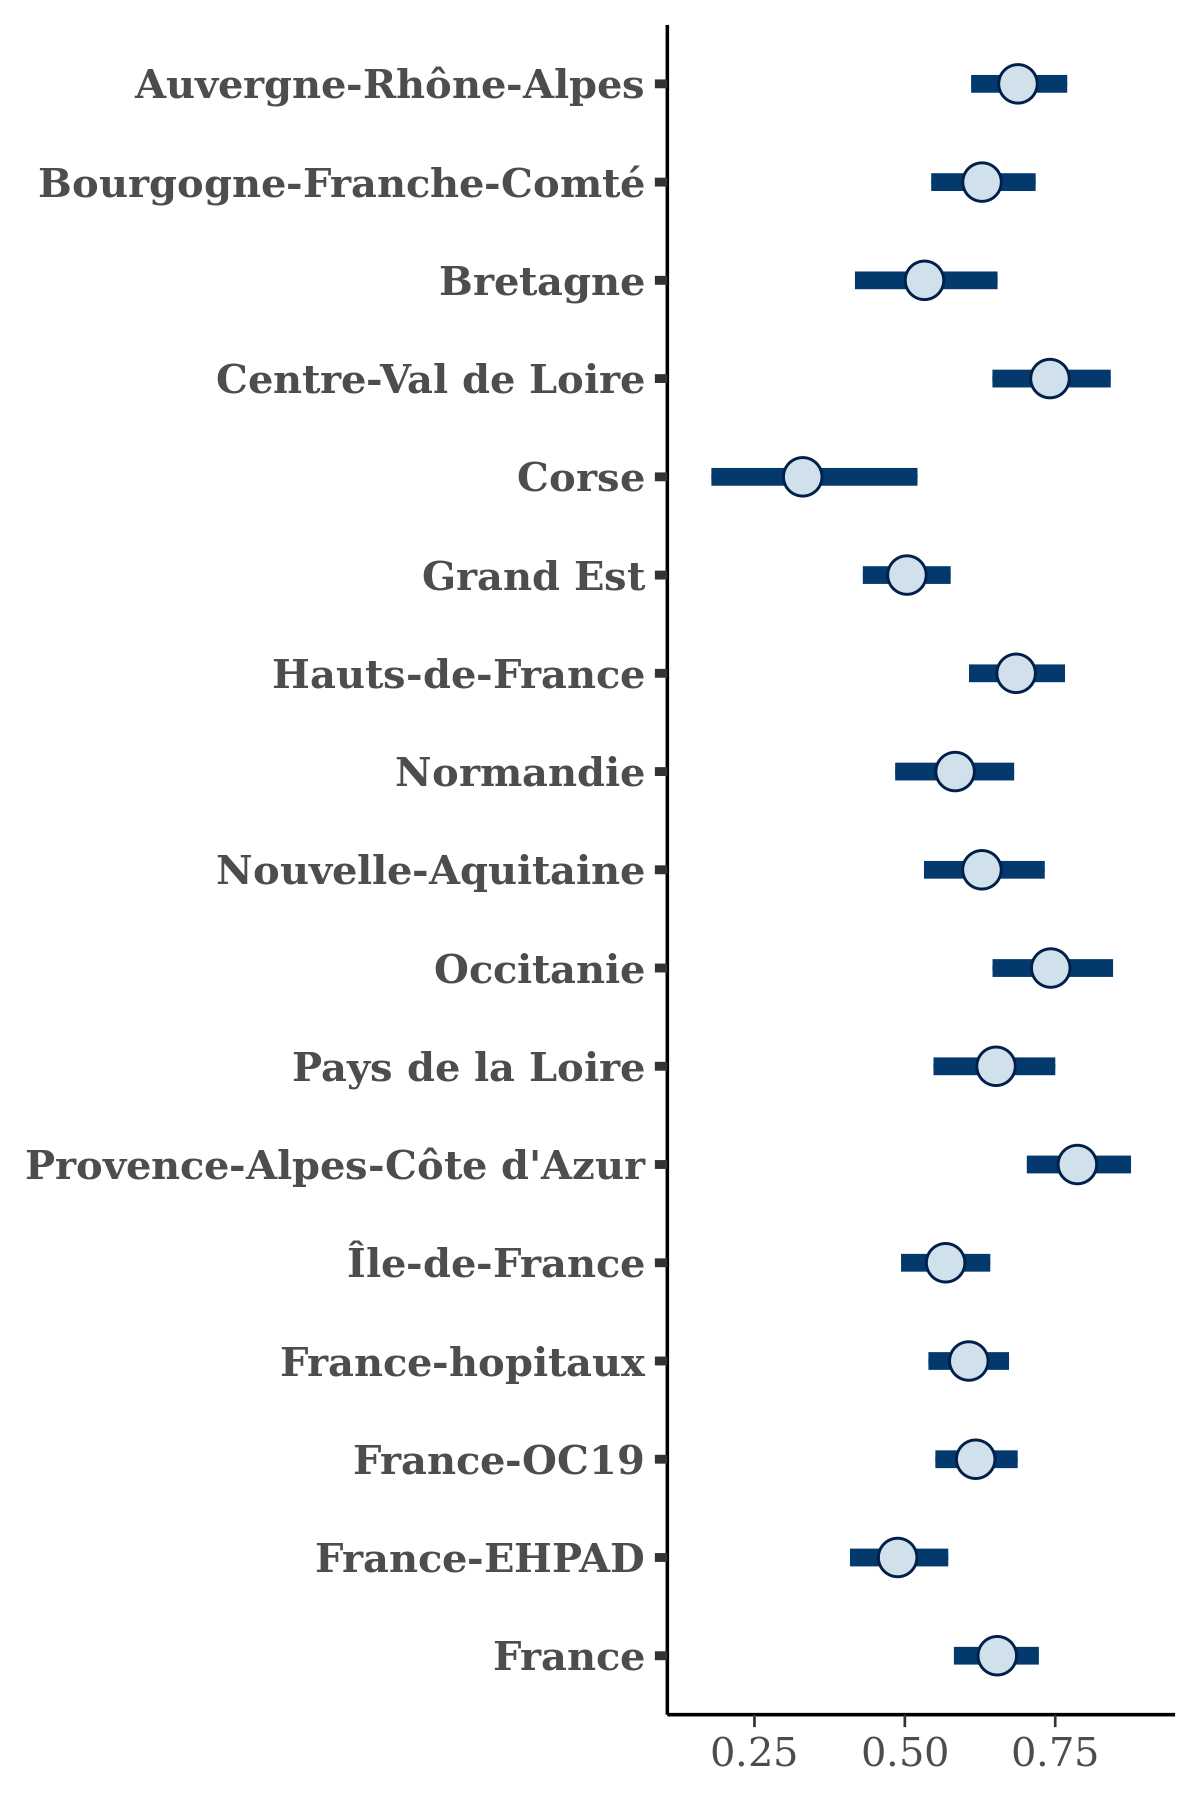 Auvergne-Rhône-Alpes
Bourgogne-Franche-Comté
Bretagne
Centre-Val de Loire
Corse
Grand Est
Hauts-de-France
Normandie
Nouvelle-Aquitaine
Occitanie
Pays de la Loire
Provence-Alpes-Côte d'Azur
Île-de-France
France-hopitaux
France-OC19
France-EHPAD
France
0.25 0.50 0.75